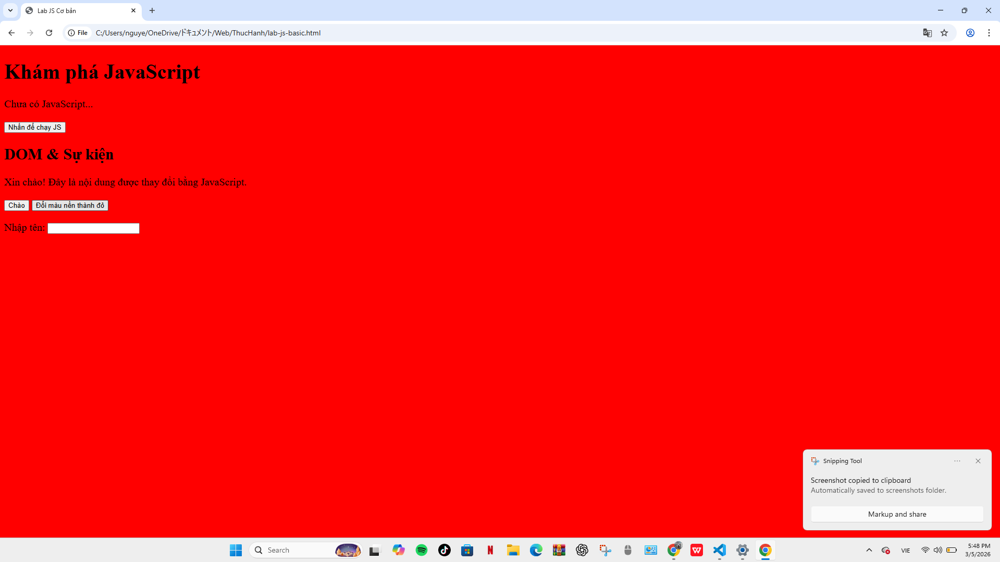 Lab JS Cơ bản
File
C:/Users/nguye/OneDrive/ドキュメント/Web/ThucHanh/lab-js-basic.html
Khám phá JavaScript
Chưa có JavaScript...
Nhấn để chạy JS
DOM & Sự kiện
Xin chào! Đây là nội dung được thay đổi bằng JavaScript.
Chào
Đổi màu nền thành đỏ
Nhập tên:
Snipping Tool
Screenshot copied to clipboard
Automatically saved to screenshots folder.
Markup and share
Search
VIE
5:48 PM
3/5/2026